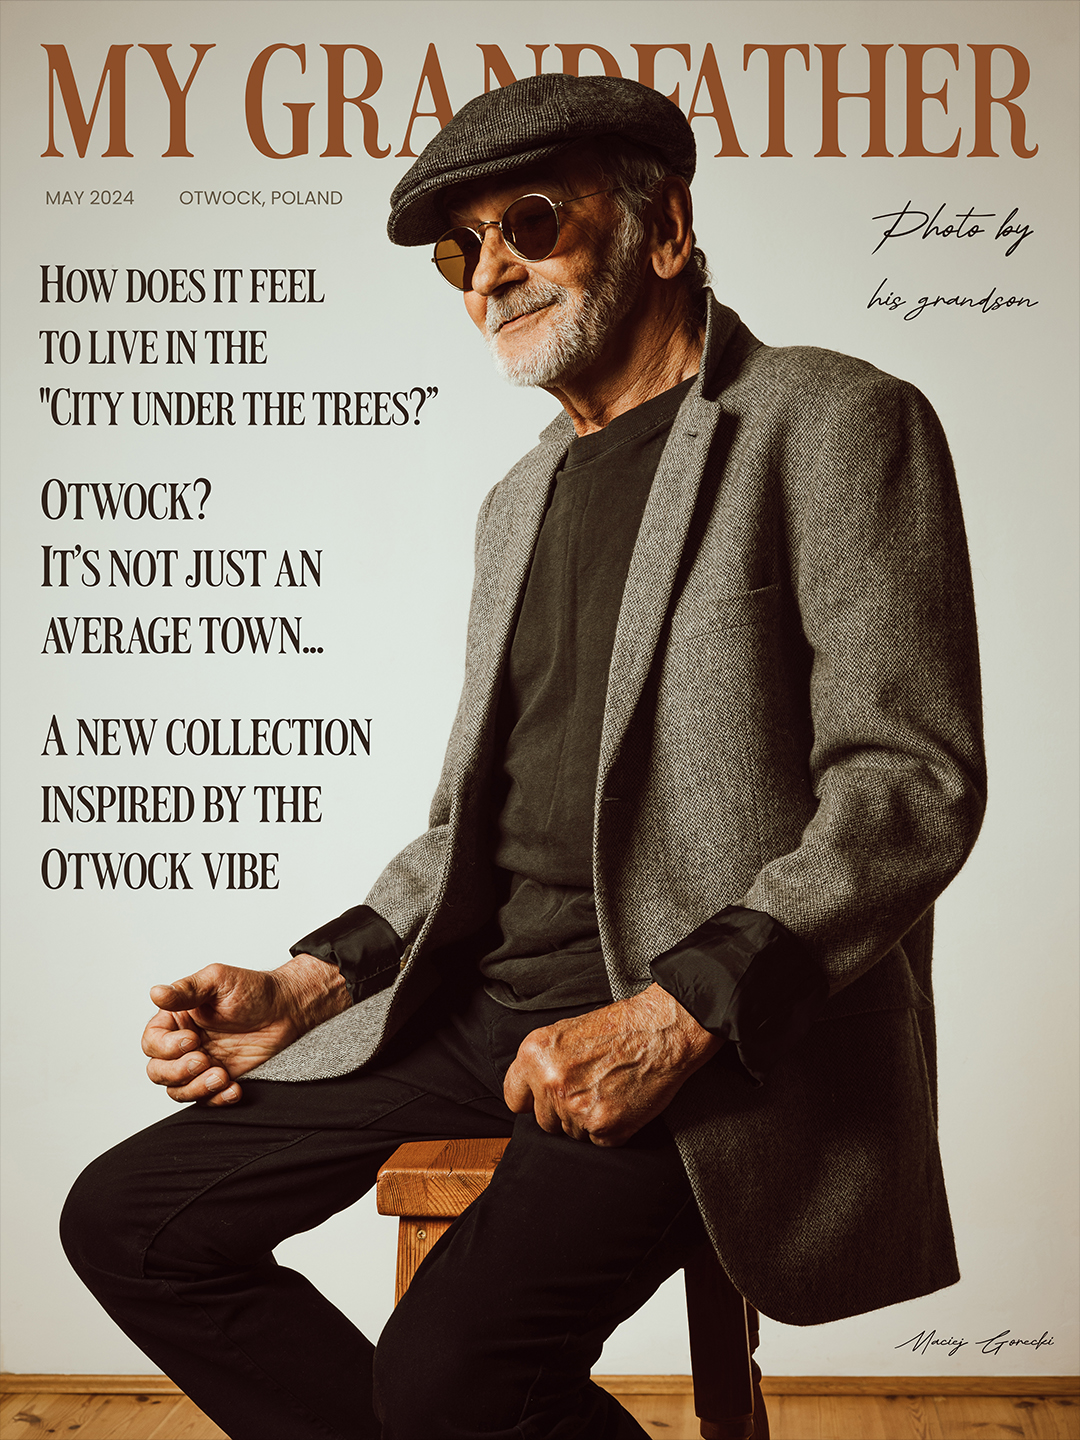 MY GRANDFATHER
MAY 2024 OTWOCK, POLAND
Photo by
his grandson
HOW DOES IT FEEL
TO LIVE IN THE
"CITY UNDER THE TREES?”
OTWOCK?
IT’S NOT JUST AN
AVERAGE TOWN...
A NEW COLLECTION
INSPIRED BY THE
OTWOCK VIBE
Maciej Gorecki